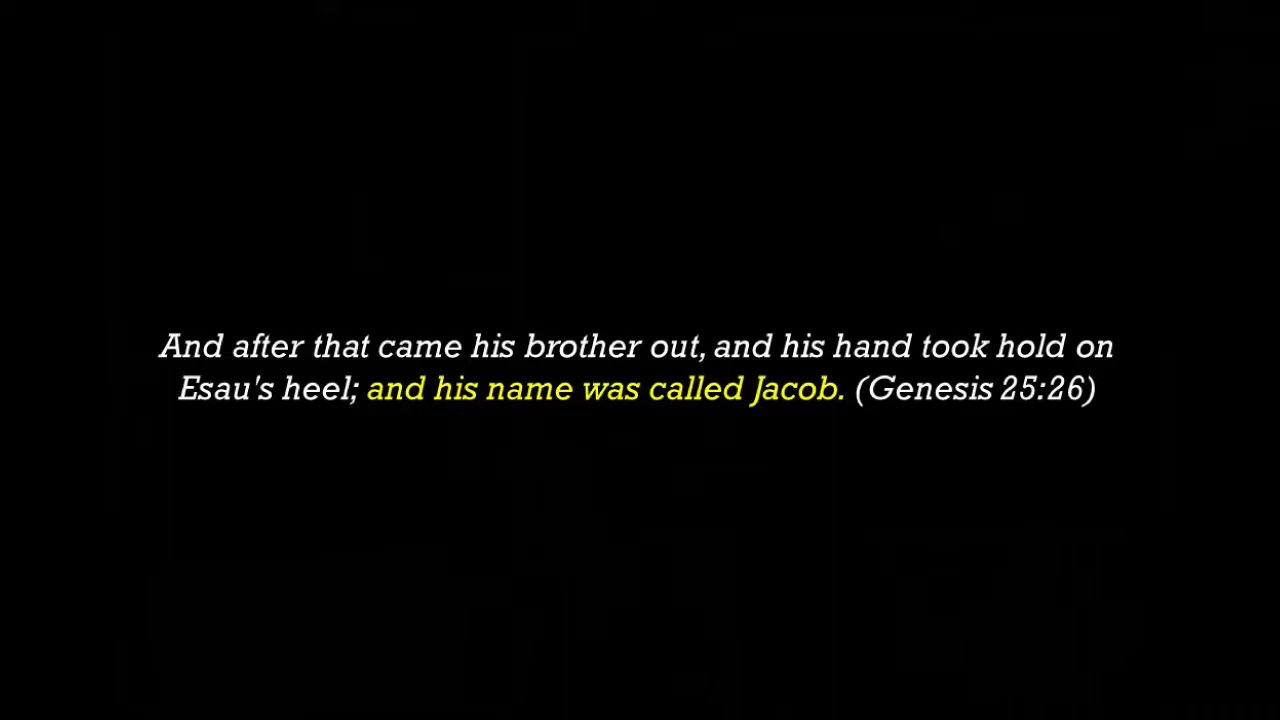 And after that came his brother out, and his hand took hold on
Esau's heel; and his name was called Jacob. (Genesis 25:26)